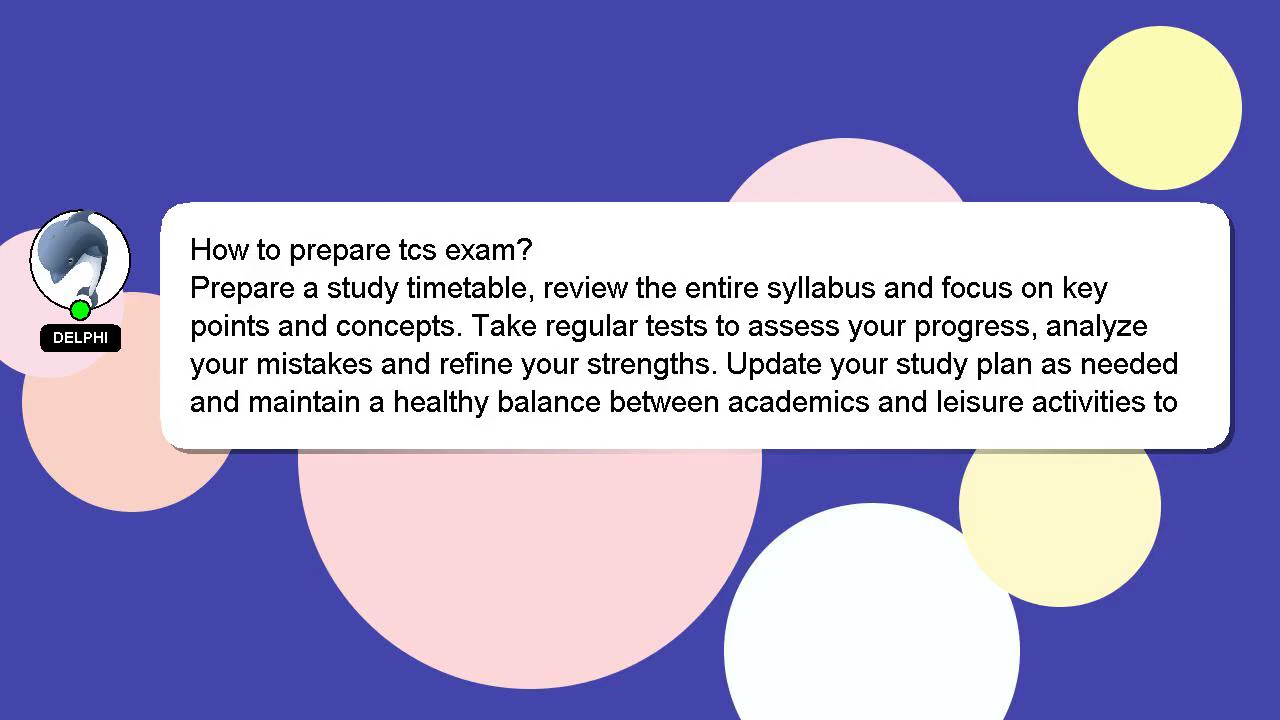 How to prepare tcs exam?
Prepare a study timetable, review the entire syllabus and focus on key
points and concepts. Take regular tests to assess your progress, analyze
your mistakes and refine your strengths. Update your study plan as needed
and maintain a healthy balance between academics and leisure activities to
DELPHI